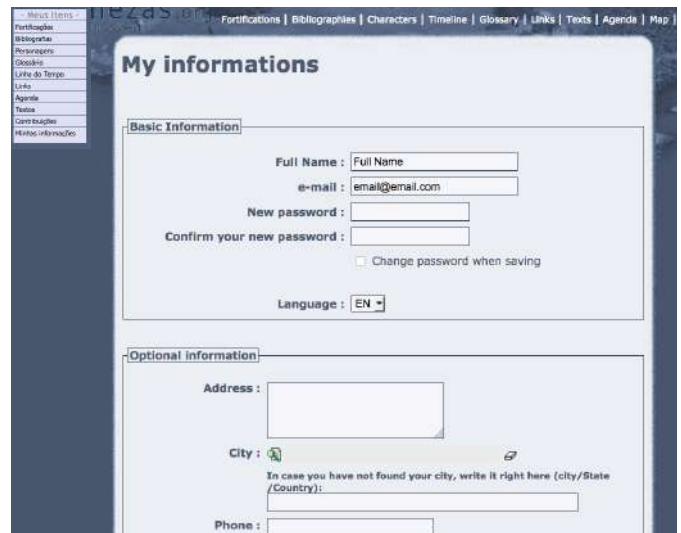 - Meus Itens -
Fortificações
Bibliografias
Personagens
Glossário
Linha do Tempo
Links
Agenda
Textos
Contribuições
Minhas informações
Fortifications | Bibliographies | Characters | Timeline | Glossary | Links | Texts | Agenda | Map |
My informations
Basic Information
Full Name : Full Name
e-mail : email@email.com
New password :
Confirm your new password :
Change password when saving
Language : EN
Optional information
Address :
City :
In case you have not found your city, write it right here (city/State
/Country):
Phone :